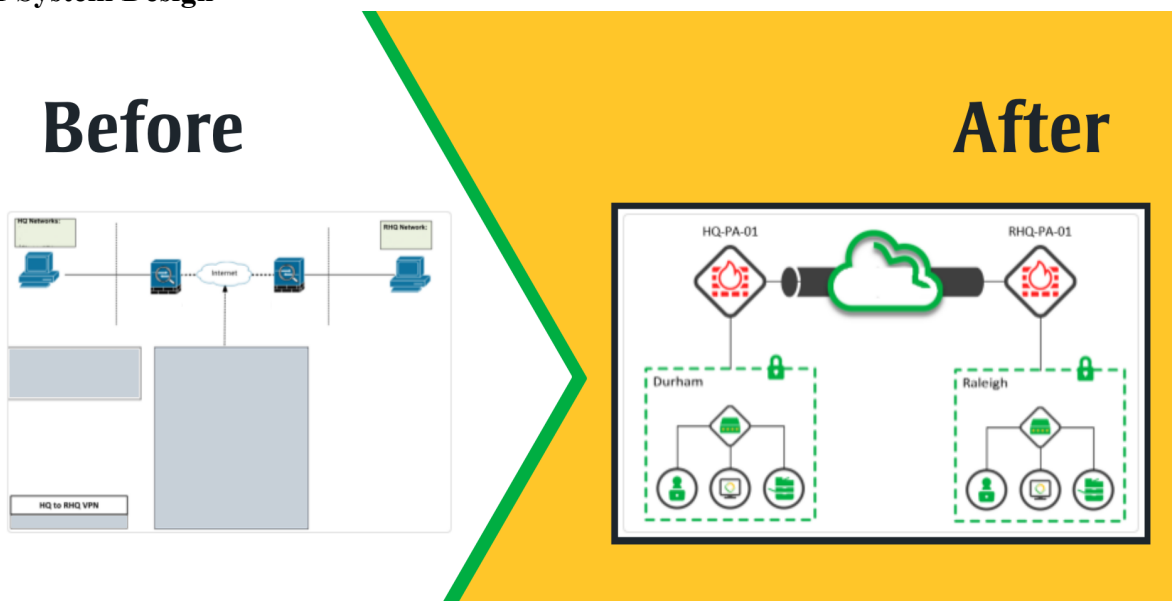 System Design
Before
After
HQ Networks:
RHQ Network:
Internet
HQ to RHQ VPN
HQ-PA-01
RHQ-PA-01
Durham
Raleigh